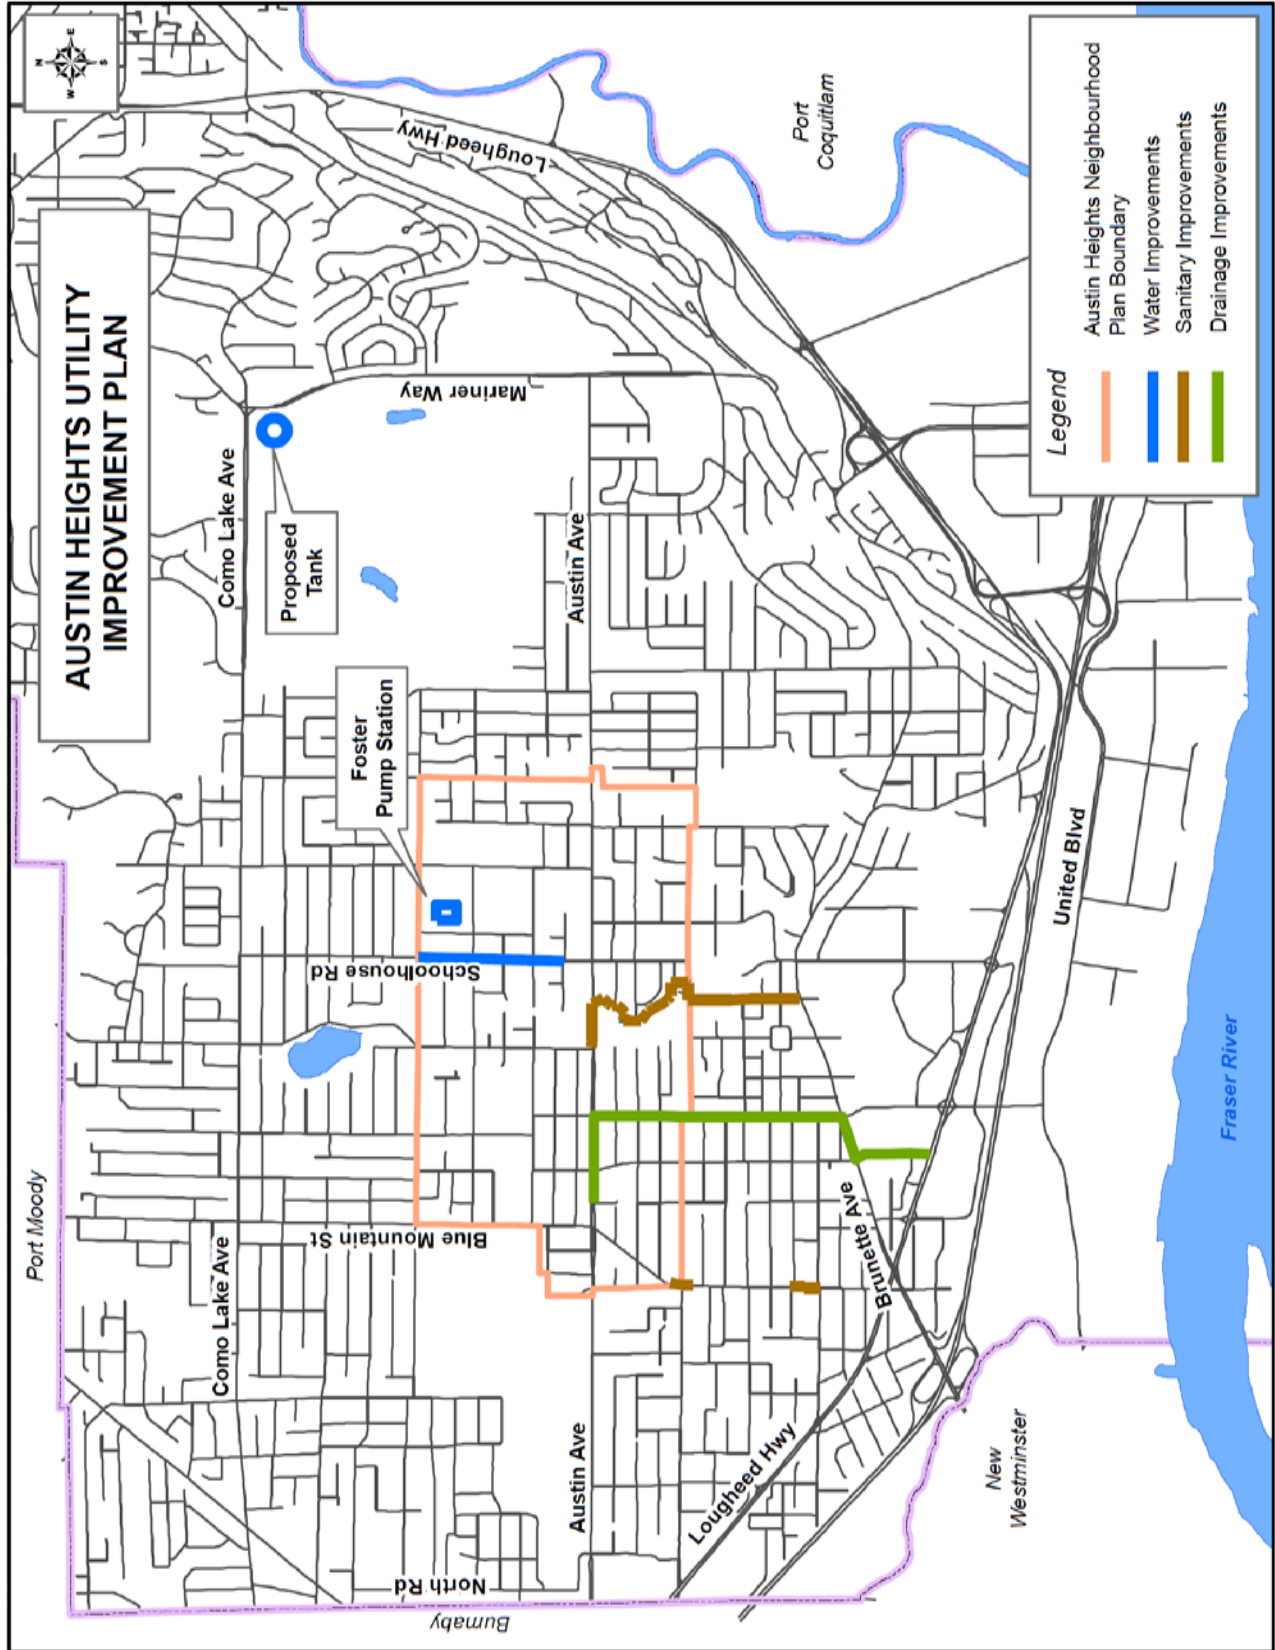 AUSTIN HEIGHTS UTILITY
IMPROVEMENT PLAN
N
E
S
W
Port Moody
Como Lake Ave
Como Lake Ave
Proposed
Tank
Foster
Pump Station
Schoolhouse Rd
Blue Mountain St
Mariner Way
Lougheed Hwy
Port
Coquitlam
Austin Ave
Austin Ave
North Rd
Burnaby
Lougheed Hwy
Brunette Ave
United Blvd
New
Westminster
Fraser River
Legend
Austin Heights Neighbourhood
Plan Boundary
Water Improvements
Sanitary Improvements
Drainage Improvements